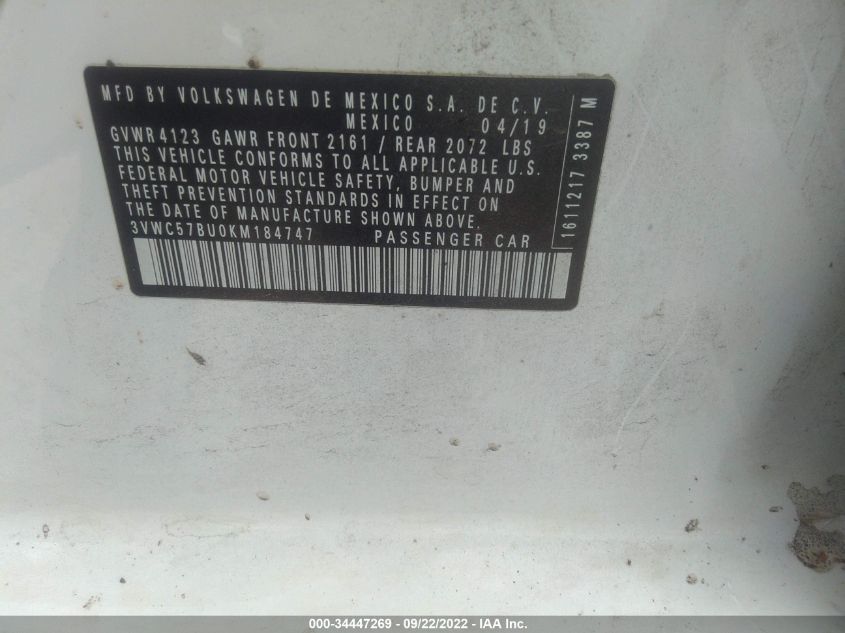 MFD BY VOLKSWAGEN DE MEXICO S.A. DE C.V.
MEXICO 04/19
GVWR 4123 GAWR FRONT 2161 / REAR 2072 LBS
THIS VEHICLE CONFORMS TO ALL APPLICABLE U.S.
FEDERAL MOTOR VEHICLE SAFETY, BUMPER AND
THEFT PREVENTION STANDARDS IN EFFECT ON
THE DATE OF MANUFACTURE SHOWN ABOVE.
3VWC57BU0KM184747 PASSENGER CAR
1611217 3387 M
000-34447269 - 09/22/2022 - IAA Inc.